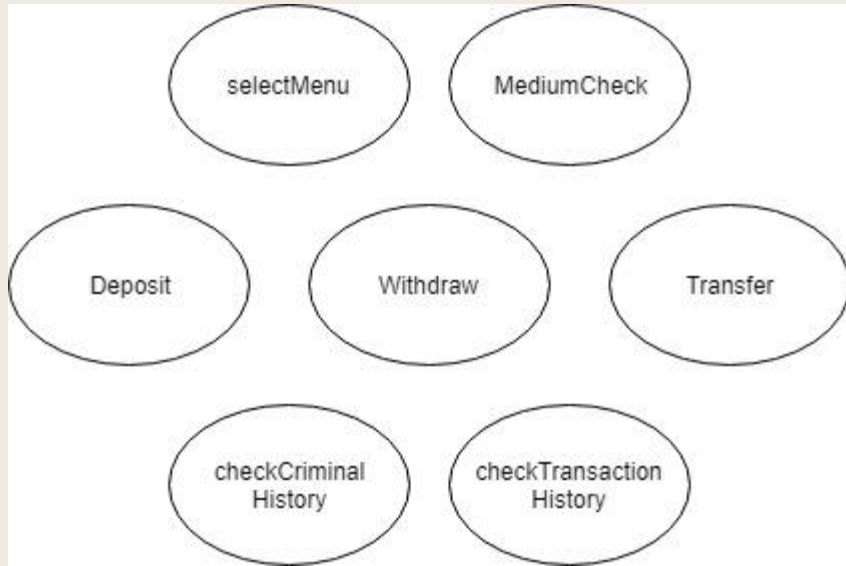 selectMenu
MediumCheck
Deposit
Withdraw
Transfer
checkCriminal
History
checkTransaction
History